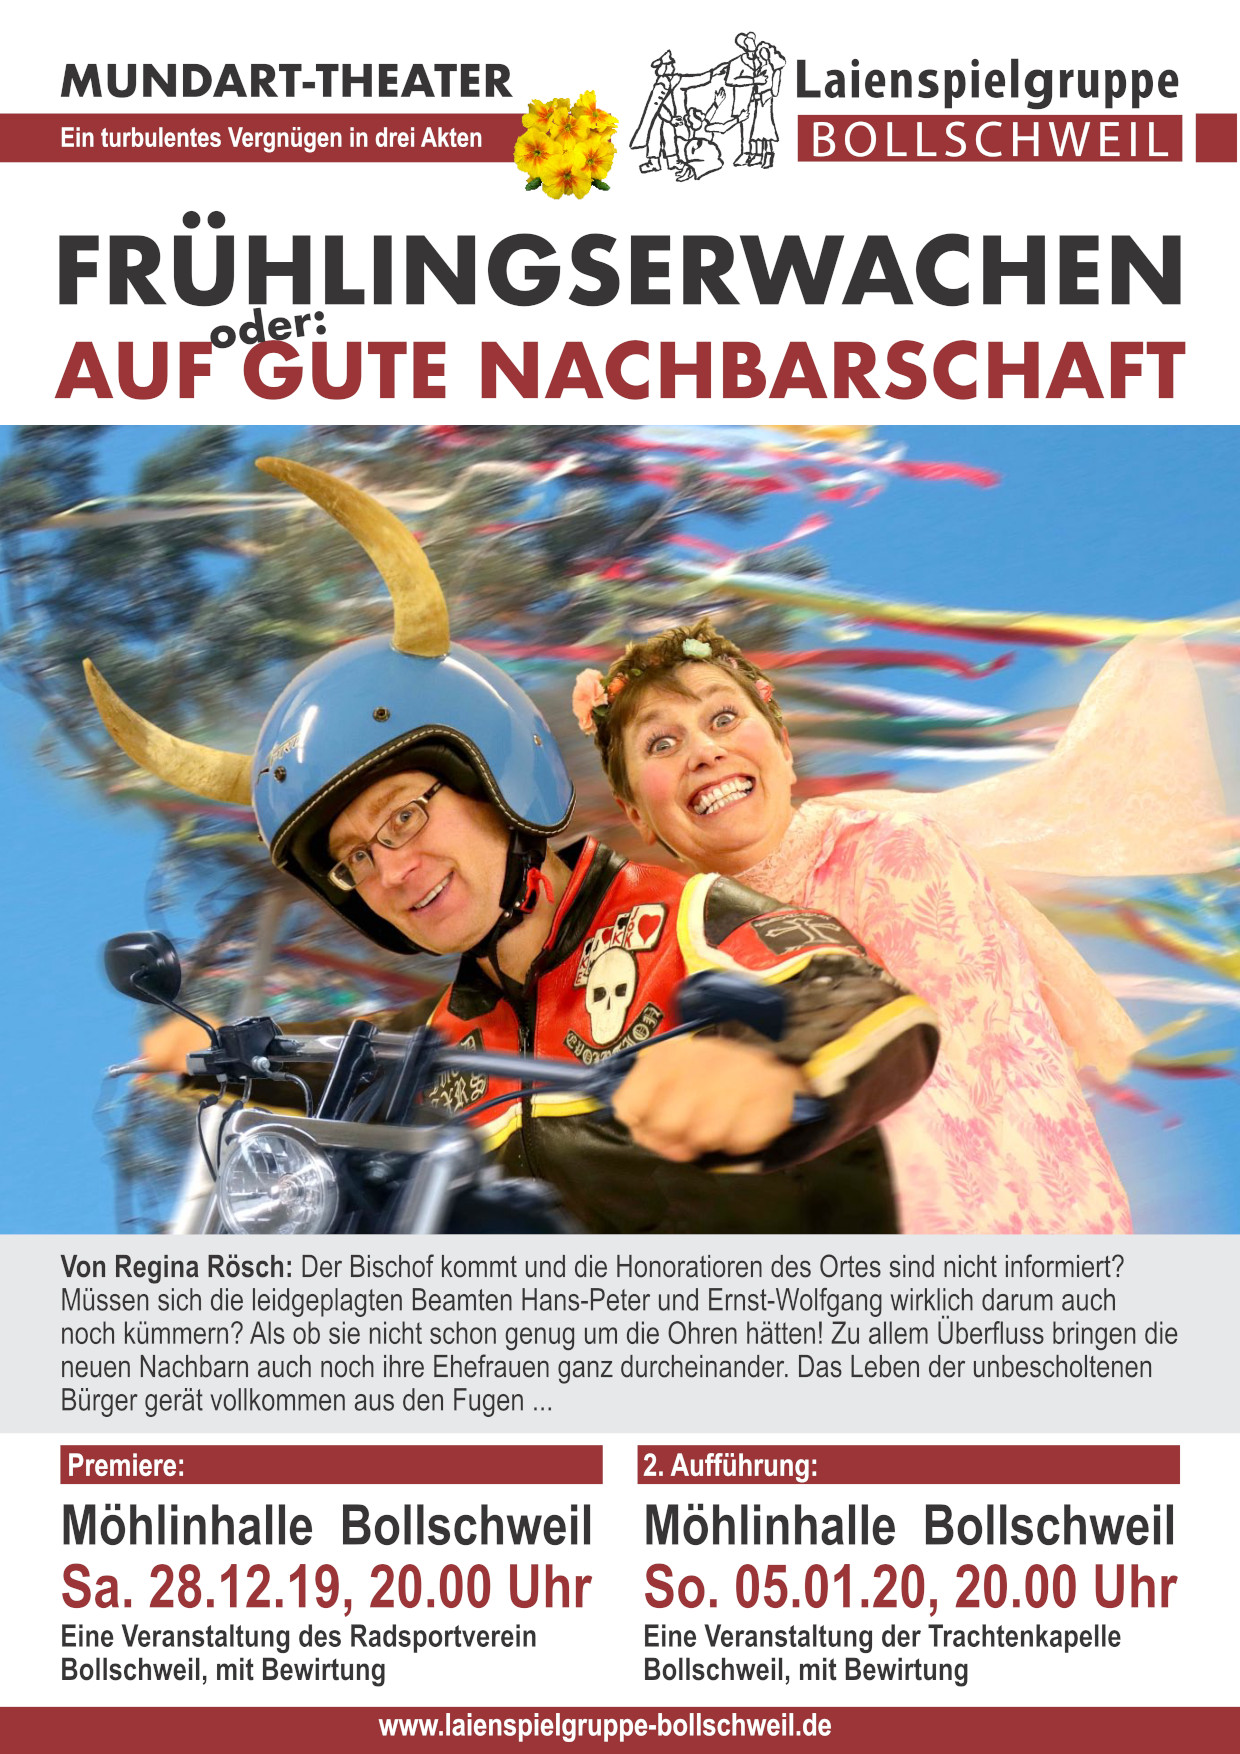 MUNDART-THEATER
Ein turbulentes Vergnügen in drei Akten
Laienspielgruppe
BOLLSCHWEIL
FRÜHLINGSERWACHEN
oder:
AUF GUTE NACHBARSCHAFT
Von Regina Rösch: Der Bischof kommt und die Honoratioren des Ortes sind nicht informiert?
Müssen sich die leidgeplagten Beamten Hans-Peter und Ernst-Wolfgang wirklich darum auch
noch kümmern? Als ob sie nicht schon genug um die Ohren hätten! Zu allem Überfluss bringen die
neuen Nachbarn auch noch ihre Ehefrauen ganz durcheinander. Das Leben der unbescholtenen
Bürger gerät vollkommen aus den Fugen ...
Premiere:
Möhlinhalle Bollschweil
Sa. 28.12.19, 20.00 Uhr
Eine Veranstaltung des Radsportverein
Bollschweil, mit Bewirtung
2. Aufführung:
Möhlinhalle Bollschweil
So. 05.01.20, 20.00 Uhr
Eine Veranstaltung der Trachtenkapelle
Bollschweil, mit Bewirtung
www.laienspielgruppe-bollschweil.de